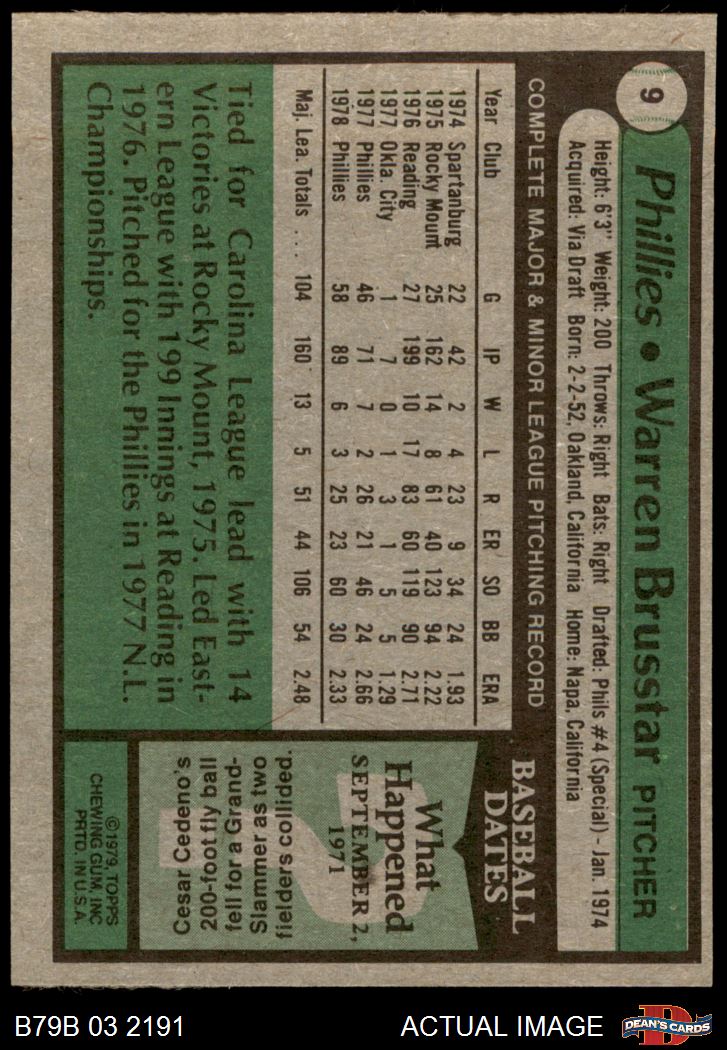 9
Phillies • Warren Brusstar PITCHER
Height: 6'3" Weight: 200 Throws: Right Bats: Right Drafted: Phils #4 (Special) - Jan. 1974
Acquired: Via Draft Born: 2-2-52, Oakland, California Home: Napa, California
COMPLETE MAJOR & MINOR LEAGUE PITCHING RECORD
Year Club G IP W L R ER SO BB ERA
1974 Spartanburg 22 42 2 4 23 9 34 24 1.93
1975 Rocky Mount 25 162 14 8 61 40 123 94 2.22
1976 Reading 27 199 10 17 83 60 119 90 2.71
1977 Okla. City 1 7 0 1 3 1 5 5 1.29
1977 Phillies 46 71 7 2 26 21 46 24 2.66
1978 Phillies 58 89 6 3 25 23 60 30 2.33
Maj. Lea. Totals .... 104 160 13 5 51 44 106 54 2.48
Tied for Carolina League lead with 14
Victories at Rocky Mount, 1975. Led East-
ern League with 199 Innings at Reading in
1976. Pitched for the Phillies in 1977 N.L.
Championships.
BASEBALL
DATES
What
Happened
SEPTEMBER 2,
1971
Cesar Cedeno's
200-foot fly ball
fell for a Grand-
Slammer as two
fielders collided.
©1979, TOPPS
CHEWING GUM, INC
PRTD. IN U.S.A.
B79B 03 2191
ACTUAL IMAGE
D
DEAN'S CARDS